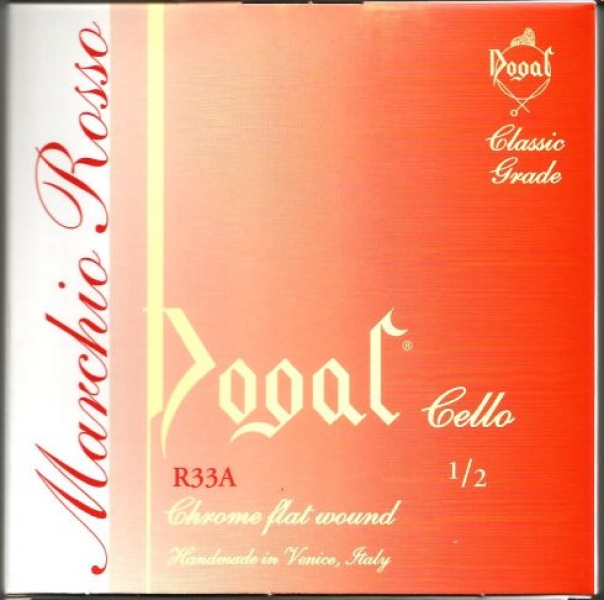 Marchio Rosso
Dogal
Classic
Grade
Dogal®
Cello
R33A
1/2
Chrome flat wound
Handmade in Venice, Italy